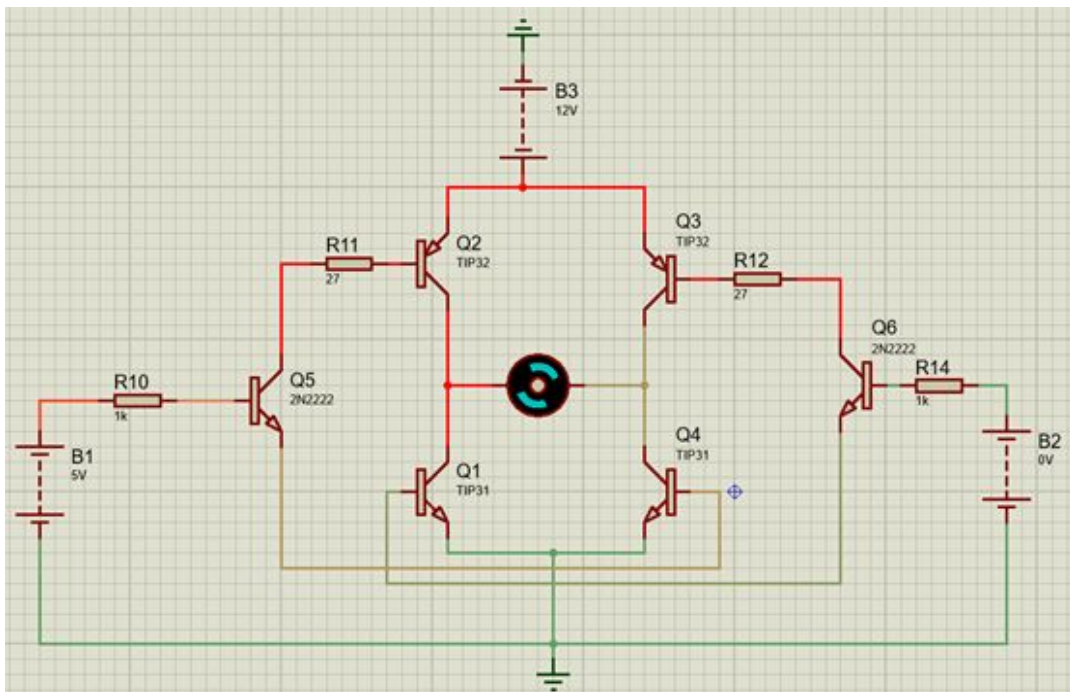 B3
12V
Q3
TIP32
R11
27
Q2
TIP32
R12
27
Q6
2N2222
R10
1k
Q5
2N2222
R14
1k
B1
5V
Q1
TIP31
Q4
TIP31
B2
0V